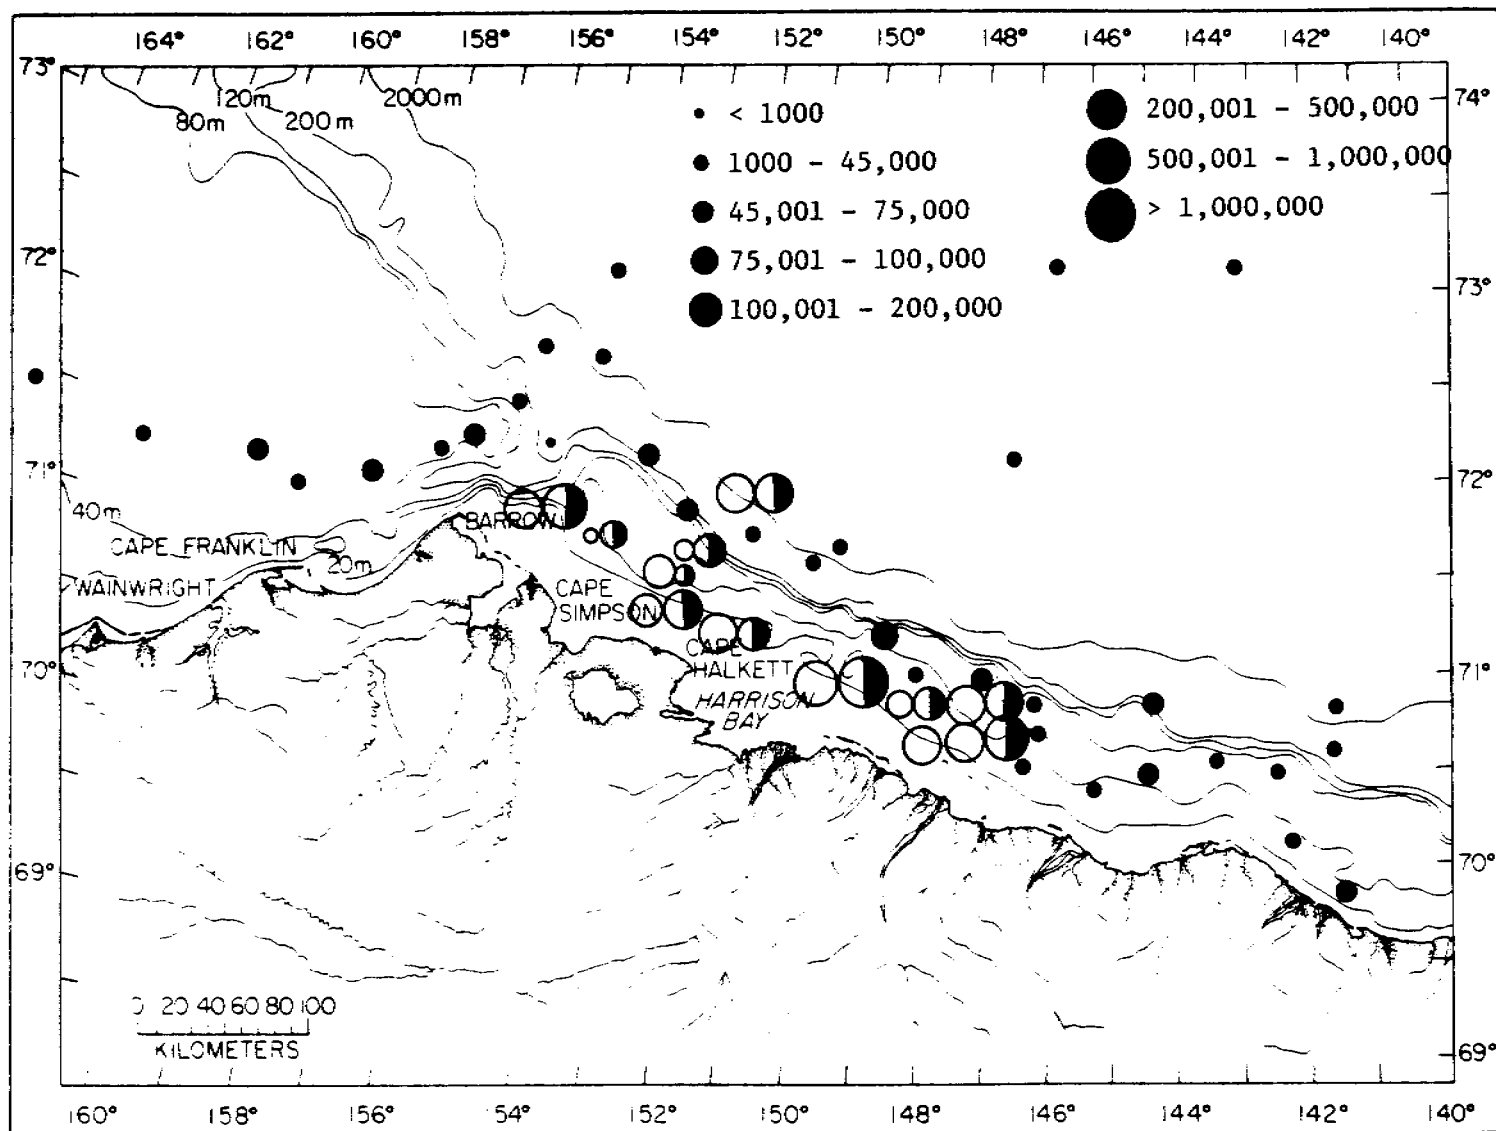 164° 162° 160° 158° 156° 154° 152° 150° 148° 146° 144° 142° 140°
73°
120m
2000m
80m
200m
< 1000
1000 - 45,000
45,001 - 75,000
75,001 - 100,000
100,001 - 200,000
200,001 - 500,000
500,001 - 1,000,000
> 1,000,000
74°
72°
73°
71°
72°
40m
BARROW
CAPE FRANKLIN
20m
WAINWRIGHT
CAPE
SIMPSON
70°
CAPE
HALKETT
71°
HARRISON
BAY
69°
70°
0 20 40 60 80 100
KILOMETERS
69°
160° 158° 156° 154° 152° 150° 148° 146° 144° 142° 140°